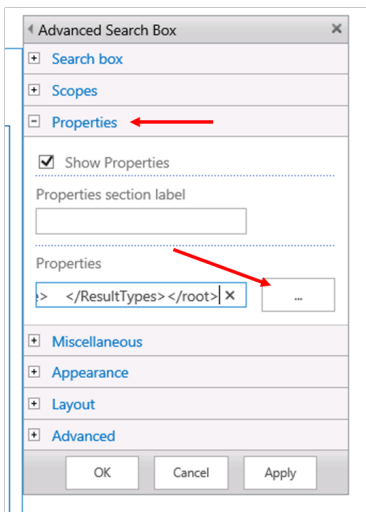 Advanced Search Box
Search box
Scopes
Properties
Show Properties
Properties section label
Properties
></ResultTypes></root>
...
Miscellaneous
Appearance
Layout
Advanced
OK Cancel Apply